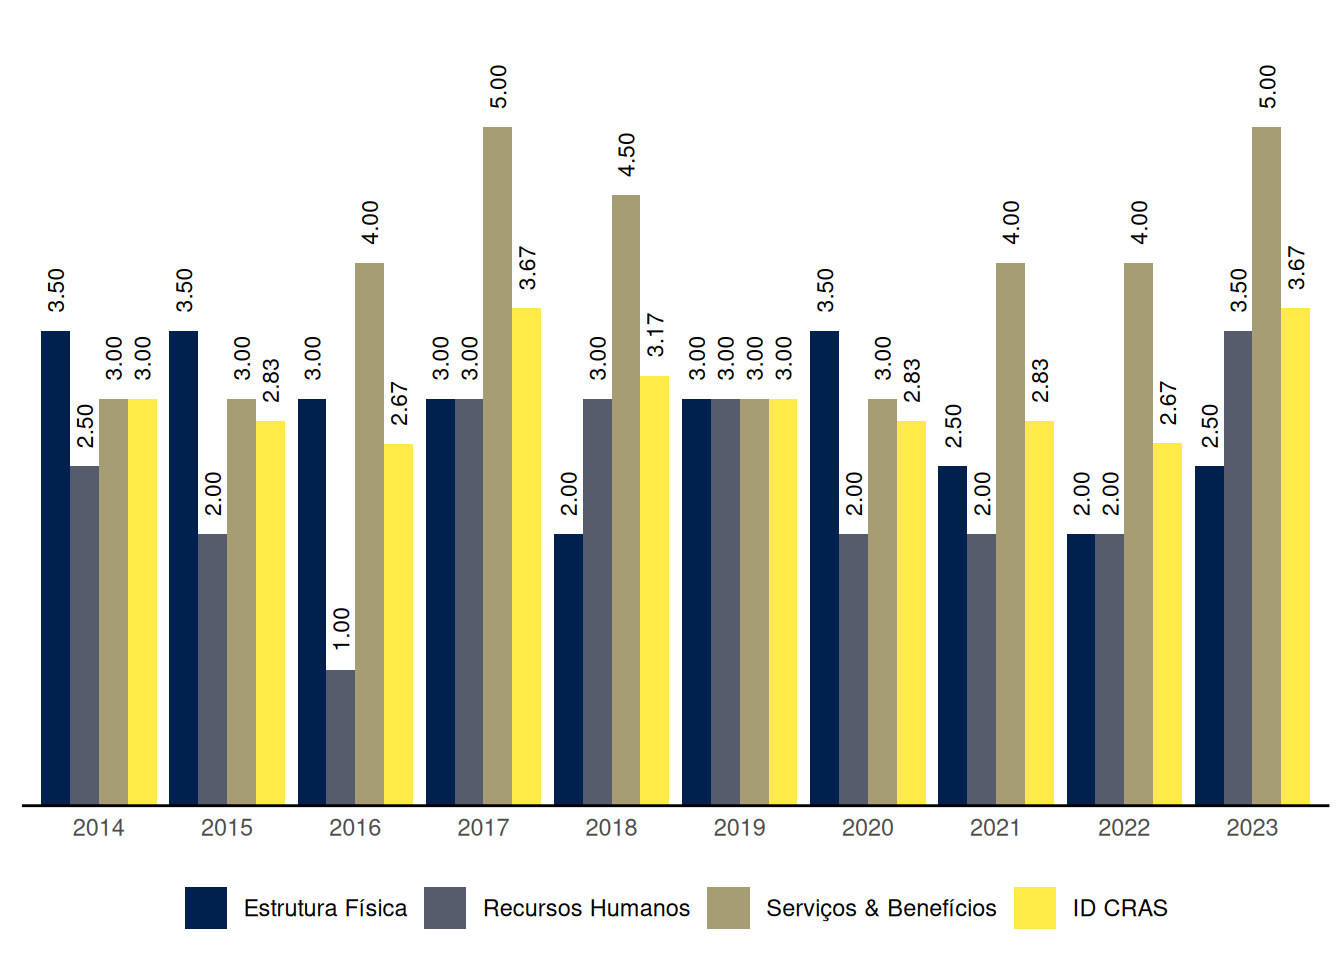 3.50 2.50 3.00 3.00
3.50 2.00 3.00 2.83
3.00 1.00 4.00 2.67
3.00 3.00 5.00 3.67
2.00 3.00 4.50 3.17
3.00 3.00 3.00 3.00
3.50 2.00 3.00 2.83
2.50 2.00 4.00 2.83
2.00 2.00 4.00 2.67
2.50 3.50 5.00 3.67
2014 2015 2016 2017 2018 2019 2020 2021 2022 2023
Estrutura Física Recursos Humanos Serviços & Benefícios ID CRAS